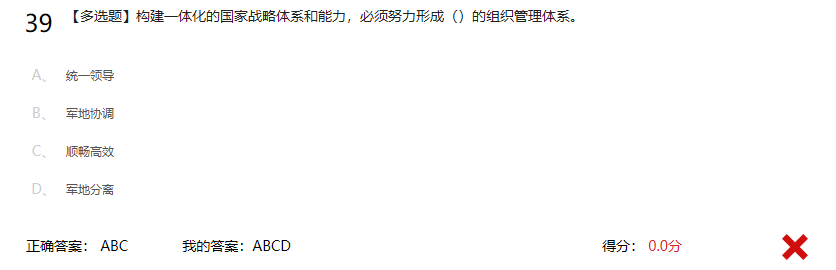 39 【多选题】构建一体化的国家战略体系和能力，必须努力形成（）的组织管理体系。
A、 统一领导
B、 军地协调
C、 顺畅高效
D、 军地分离
正确答案： ABC 我的答案：ABCD 得分： 0.0分